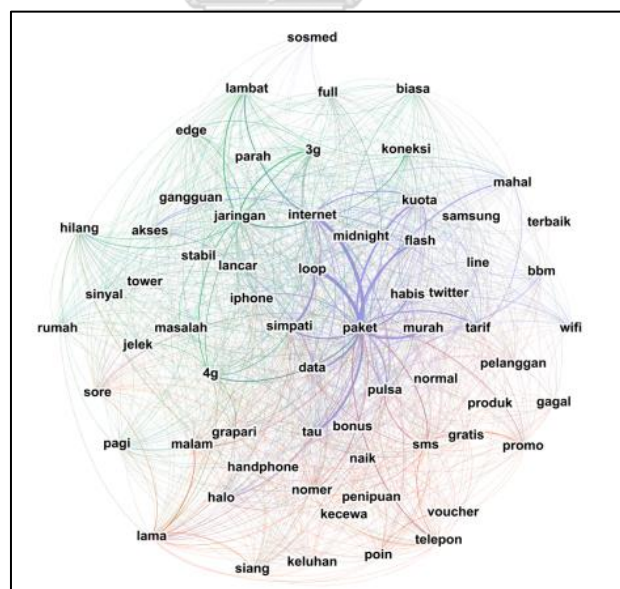 sosmed
lambat full biasa
edge
parah 3g koneksi
gangguan mahal
kuota
jaringan internet samsung
hilang akses midnight terbaik
flash
stabil lancar line
loop bbm
tower habis twitter
sinyal iphone
rumah masalah simpati paket murah tarif wifi
jelek
data pelanggan
4g normal
sore pulsa
produk gagal
bonus
pagi malam grapari tau sms gratis promo
naik
handphone
halo nomer penipuan
kecewa voucher
lama telepon
keluhan poin
siang